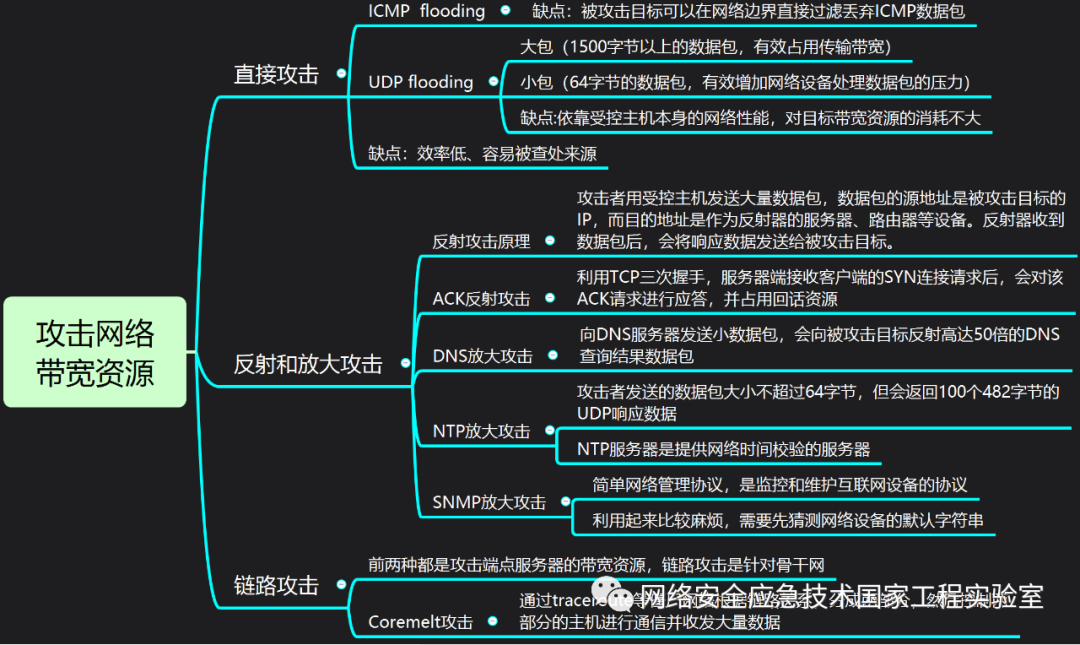 ICMP flooding
缺点：被攻击目标可以在网络边界直接过滤丢弃ICMP数据包
直接攻击
UDP flooding
大包（1500字节以上的数据包，有效占用传输带宽）
小包（64字节的数据包，有效增加网络设备处理数据包的压力）
缺点:依靠受控主机本身的网络性能，对目标带宽资源的消耗不大
缺点：效率低、容易被查处来源
攻击网络
带宽资源
反射和放大攻击
反射攻击原理
攻击者用受控主机发送大量数据包，数据包的源地址是被攻击目标的
IP，而目的地址是作为反射器的服务器、路由器等设备。反射器收到
数据包后，会将响应数据发送给被攻击目标。
ACK反射攻击
利用TCP三次握手，服务器端接收客户端的SYN连接请求后，会对该
ACK请求进行应答，并占用回话资源
DNS放大攻击
向DNS服务器发送小数据包，会向被攻击目标反射高达50倍的DNS
查询结果数据包
NTP放大攻击
攻击者发送的数据包大小不超过64字节，但会返回100个482字节的
UDP响应数据
NTP服务器是提供网络时间校验的服务器
SNMP放大攻击
简单网络管理协议，是监控和维护互联网设备的协议
利用起来比较麻烦，需要先猜测网络设备的默认字符串
链路攻击
前两种都是攻击端点服务器的带宽资源，链路攻击是针对骨干网
Coremelt攻击
通过traceroute等
部分的主机进行通信并收发大量数据
网络安全应急技术国家工程实验室